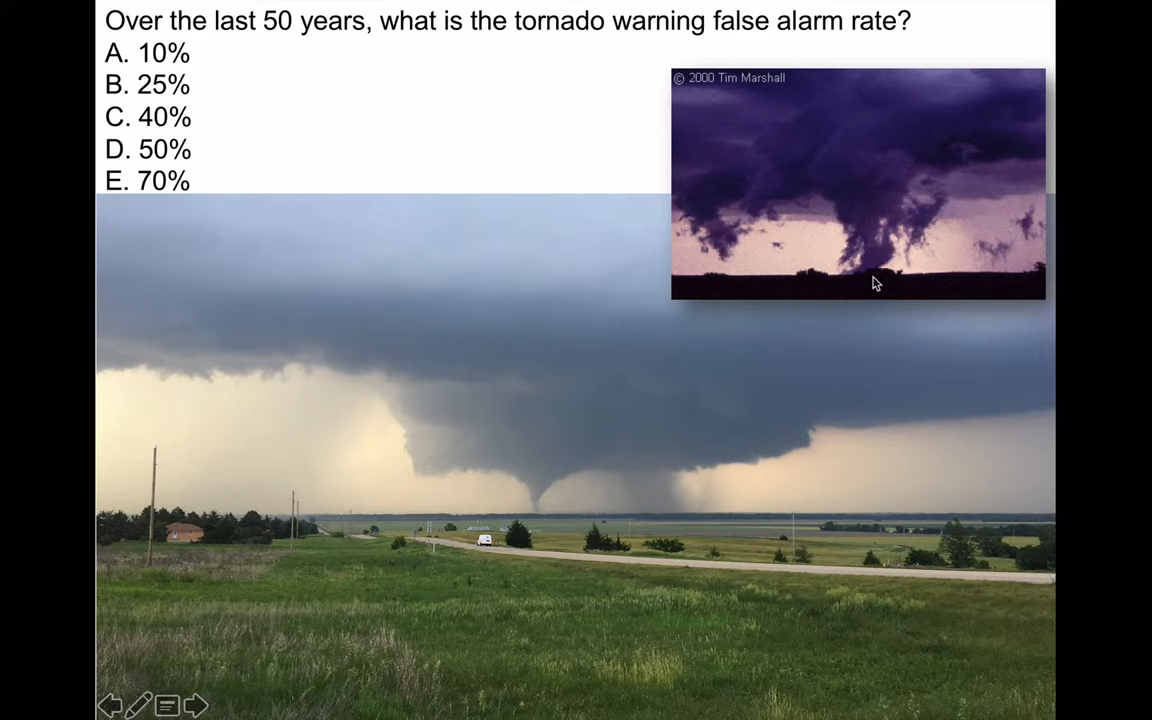 Over the last 50 years, what is the tornado warning false alarm rate?
A. 10%
B. 25%
C. 40%
D. 50%
E. 70%
© 2000 Tim Marshall